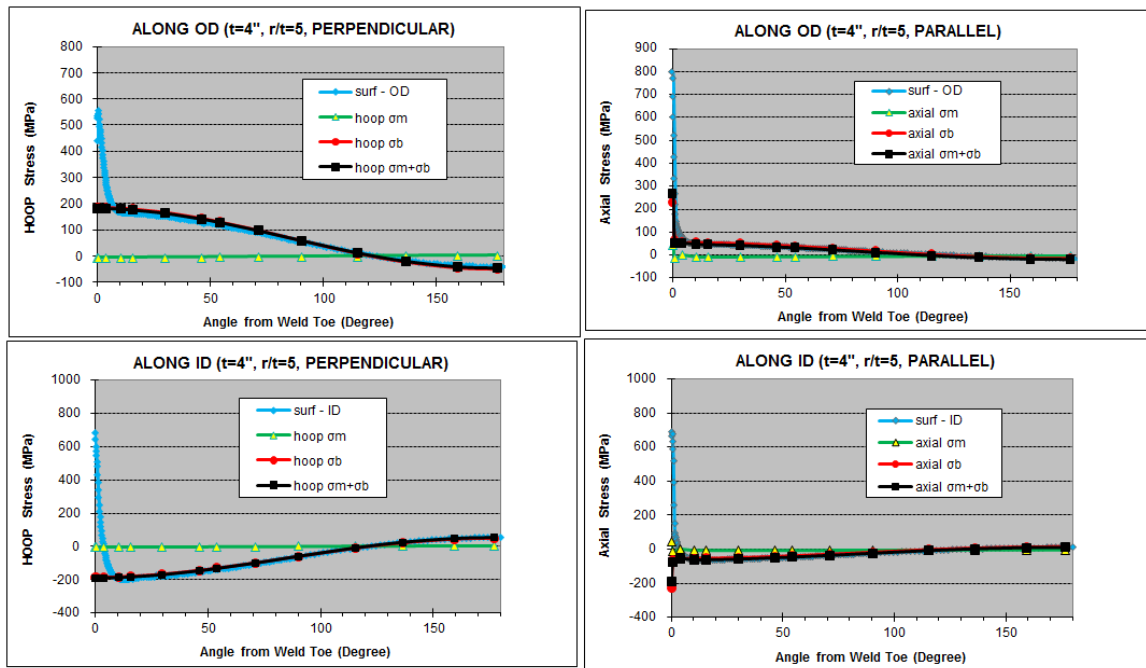 ALONG OD (t=4", r/t=5, PERPENDICULAR)
800
700
600
500
400
300
200
100
0
-100
HOOP Stress (MPa)
surf - OD
hoop σm
hoop σb
hoop σm+σb
0 50 100 150
Angle from Weld Toe (Degree)
ALONG OD (t=4", r/t=5, PARALLEL)
900
800
700
600
500
400
300
200
100
0
-100
Axial Stress (MPa)
surf - OD
axial σm
axial σb
axial σm+σb
0 50 100 150
Angle from Weld Toe (Degree)
ALONG ID (t=4", r/t=5, PERPENDICULAR)
1000
800
600
400
200
0
-200
-400
HOOP Stress (MPa)
surf - ID
hoop σm
hoop σb
hoop σm+σb
0 50 100 150
Angle from Weld Toe (Degree)
ALONG ID (t=4", r/t=5, PARALLEL)
1000
800
600
400
200
0
-200
-400
Axial Stress (MPa)
surf - ID
axial σm
axial σb
axial σm+σb
0 50 100 150
Angle from Weld Toe (Degree)